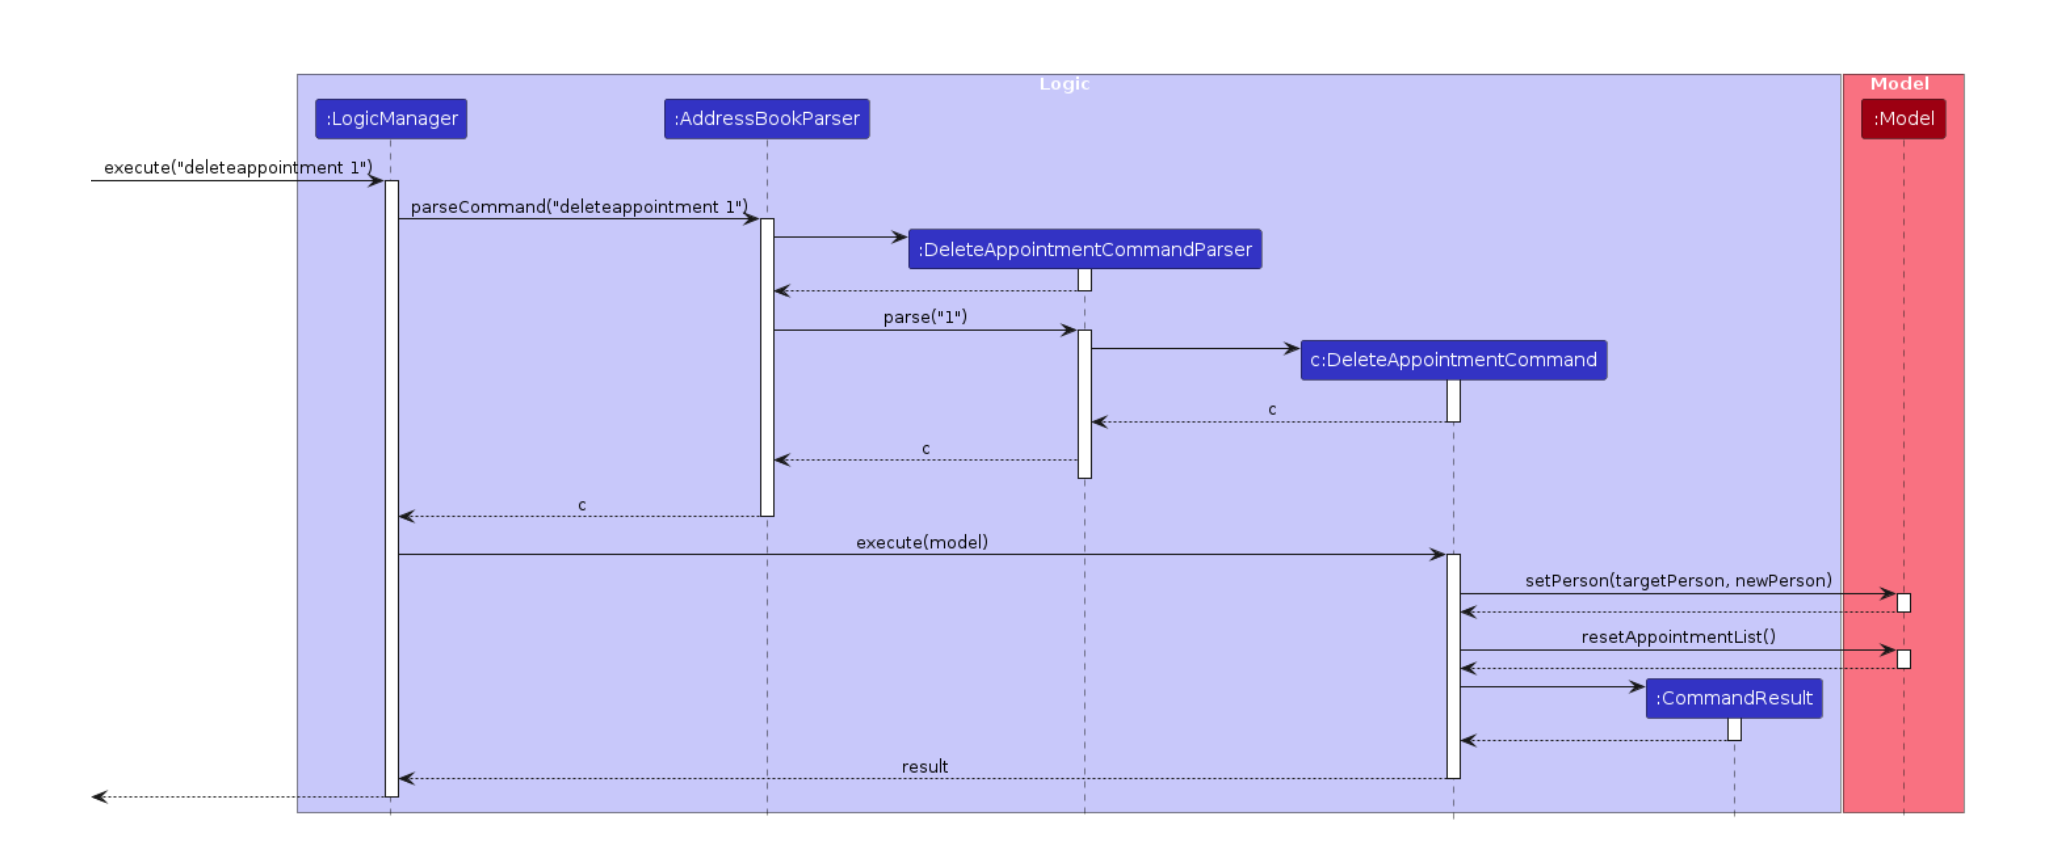 Logic
Model
:LogicManager
:AddressBookParser
:Model
execute("deleteappointment 1")
parseCommand("deleteappointment 1")
:DeleteAppointmentCommandParser
parse("1")
c:DeleteAppointmentCommand
c
c
c
execute(model)
setPerson(targetPerson, newPerson)
resetAppointmentList()
:CommandResult
result